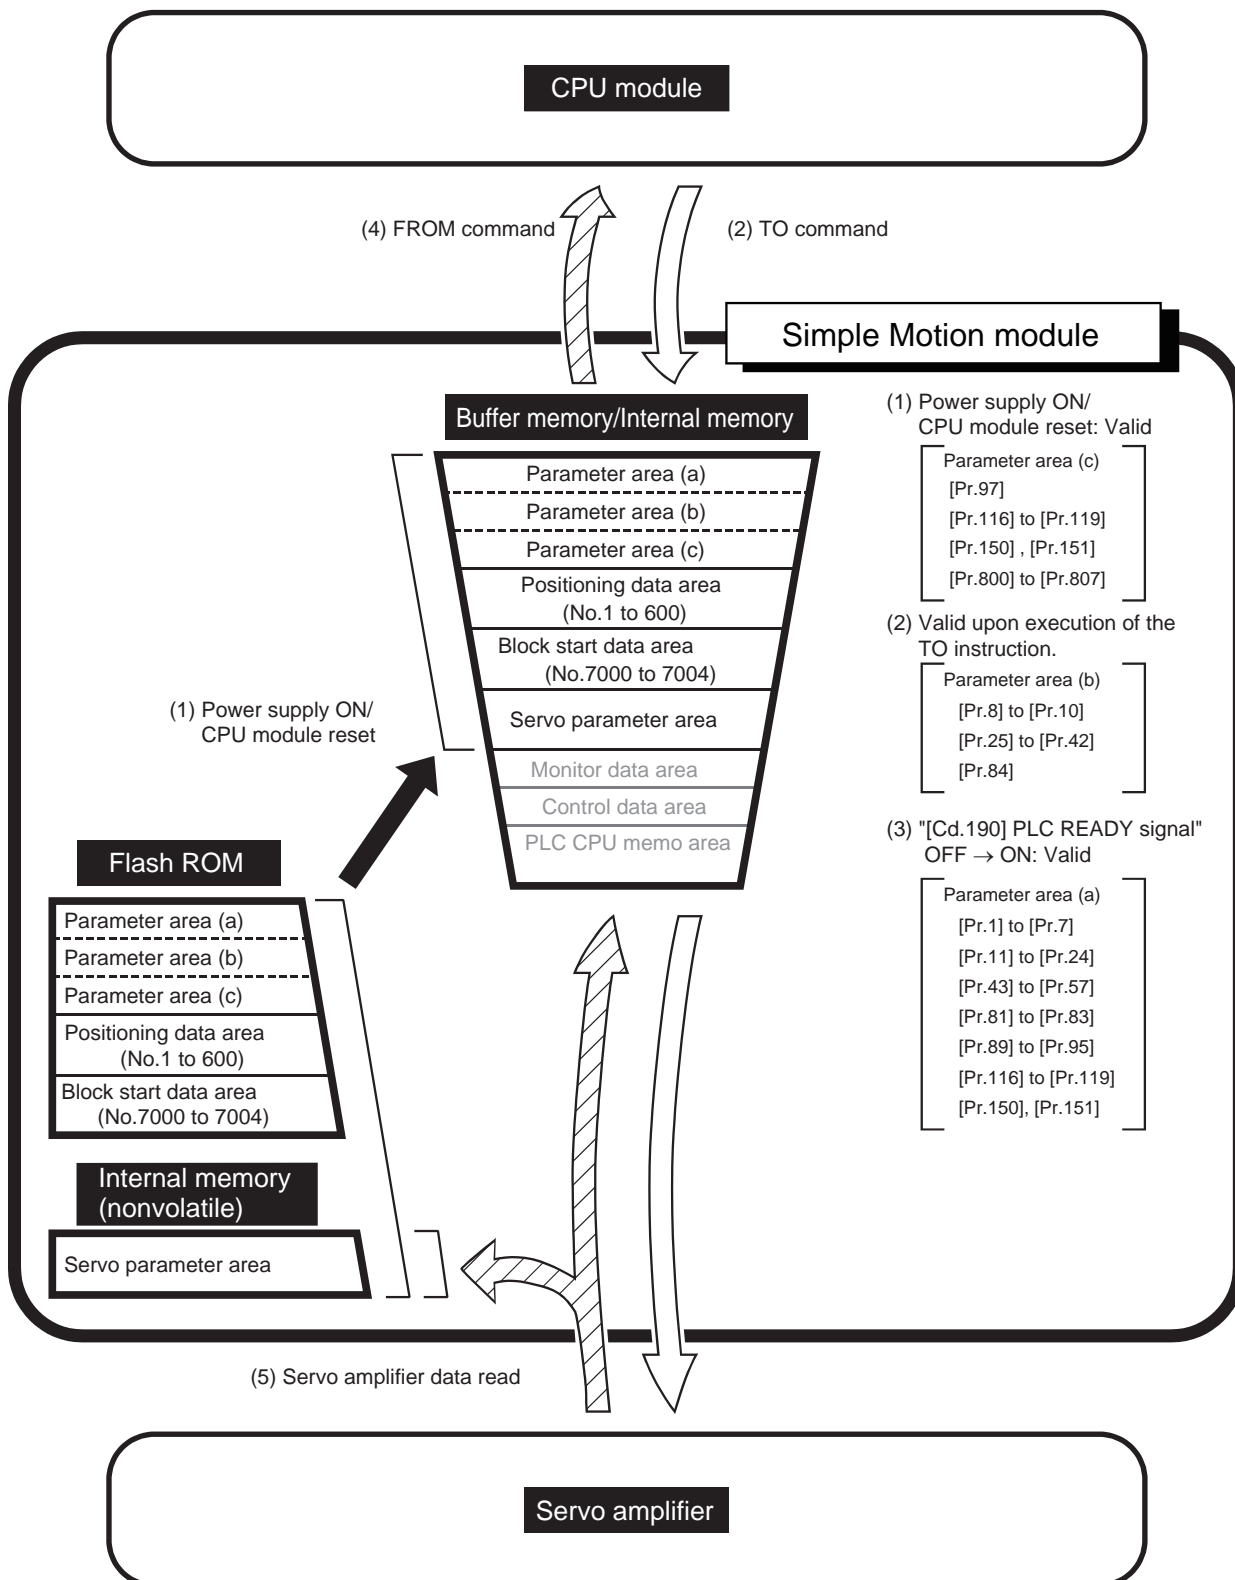 CPU module
(4) FROM command
(2) TO command
Simple Motion module
Buffer memory/Internal memory
Parameter area (a)
Parameter area (b)
Parameter area (c)
Positioning data area
(No.1 to 600)
Block start data area
(No.7000 to 7004)
Servo parameter area
Monitor data area
Control data area
PLC CPU memo area
(1) Power supply ON/
CPU module reset
Flash ROM
Parameter area (a)
Parameter area (b)
Parameter area (c)
Positioning data area
(No.1 to 600)
Block start data area
(No.7000 to 7004)
Internal memory
(nonvolatile)
Servo parameter area
(1) Power supply ON/
CPU module reset: Valid
Parameter area (c)
[Pr.97]
[Pr.116] to [Pr.119]
[Pr.150] , [Pr.151]
[Pr.800] to [Pr.807]
(2) Valid upon execution of the
TO instruction.
Parameter area (b)
[Pr.8] to [Pr.10]
[Pr.25] to [Pr.42]
[Pr.84]
(3) "[Cd.190] PLC READY signal"
OFF → ON: Valid
Parameter area (a)
[Pr.1] to [Pr.7]
[Pr.11] to [Pr.24]
[Pr.43] to [Pr.57]
[Pr.81] to [Pr.83]
[Pr.89] to [Pr.95]
[Pr.116] to [Pr.119]
[Pr.150], [Pr.151]
(5) Servo amplifier data read
Servo amplifier